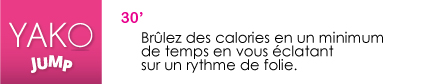 YAKO
JUMP
30’
Brûlez des calories en un minimum
de temps en vous éclatant
sur un rythme de folie.